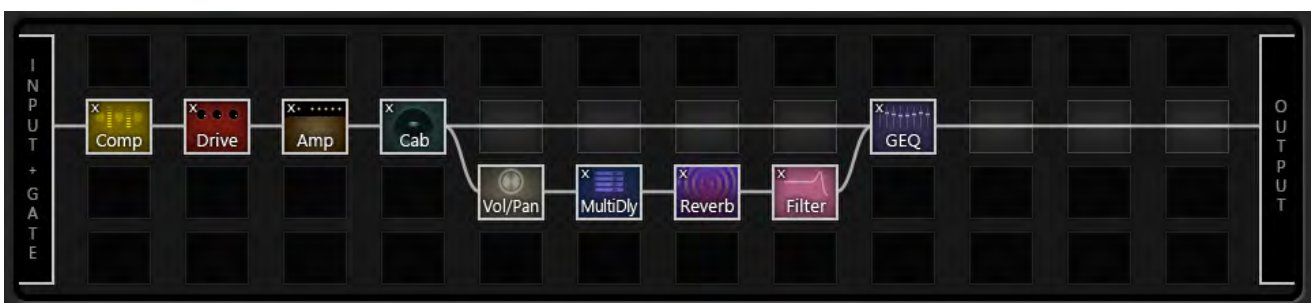 INPUT + GATE
X
Comp
X
Drive
X
Amp
X
Cab
X
GEQ
Vol/Pan
X
MultiDly
X
Reverb
X
Filter
OUTPUT